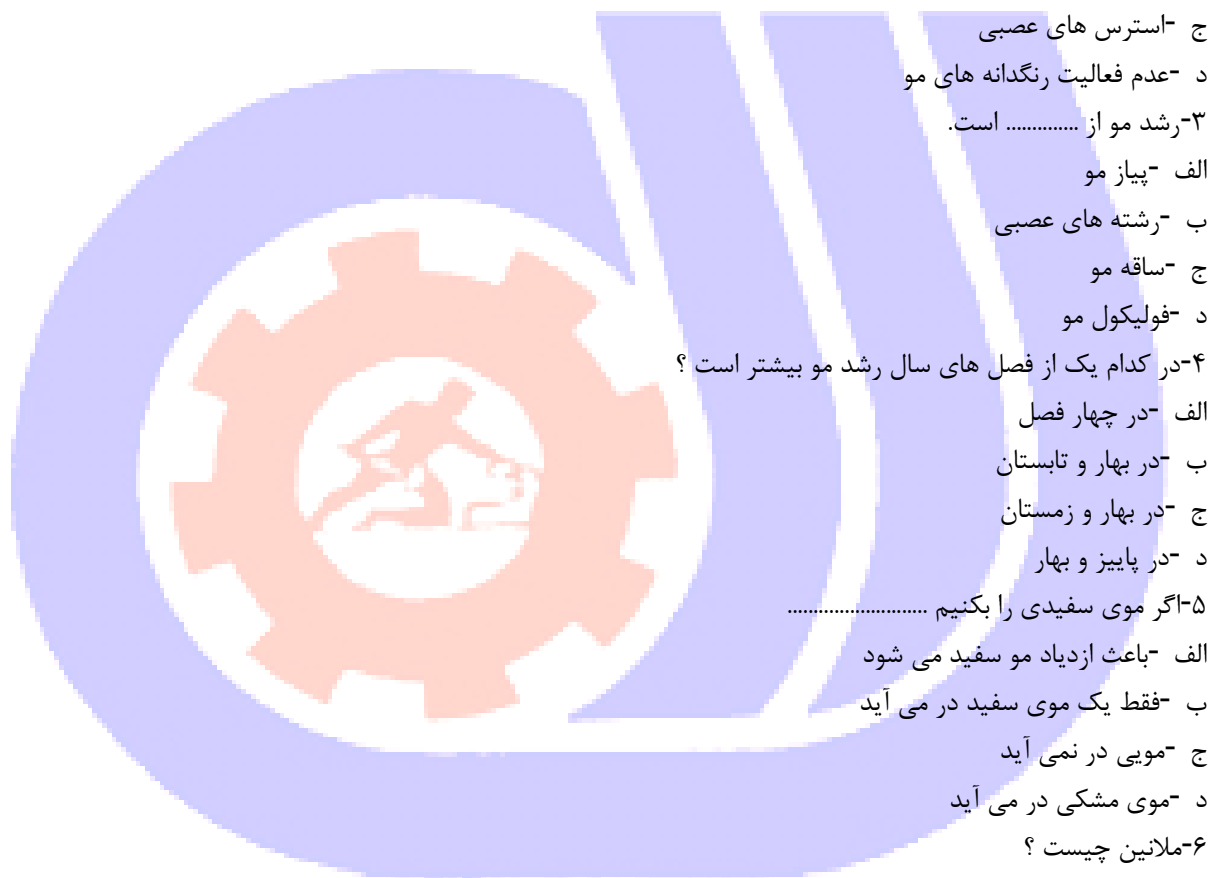 ج -استرس های عصبی
د -عدم فعالیت رنگدانه های مو
۳-رشد مو از .............. است.
الف -پیاز مو
ب -رشته های عصبی
ج -ساقه مو
د -فولیکول مو
۴-در کدام یک از فصل های سال رشد مو بیشتر است ؟
الف -در چهار فصل
ب -در بهار و تابستان
ج -در بهار و زمستان
د -در پاییز و بهار
۵-اگر موی سفیدی را بکنیم ...........................
الف -باعث ازدیاد مو سفید می شود
ب -فقط یک موی سفید در می آید
ج -مویی در نمی آید
د -موی مشکی در می آید
۶-ملانین چیست ؟